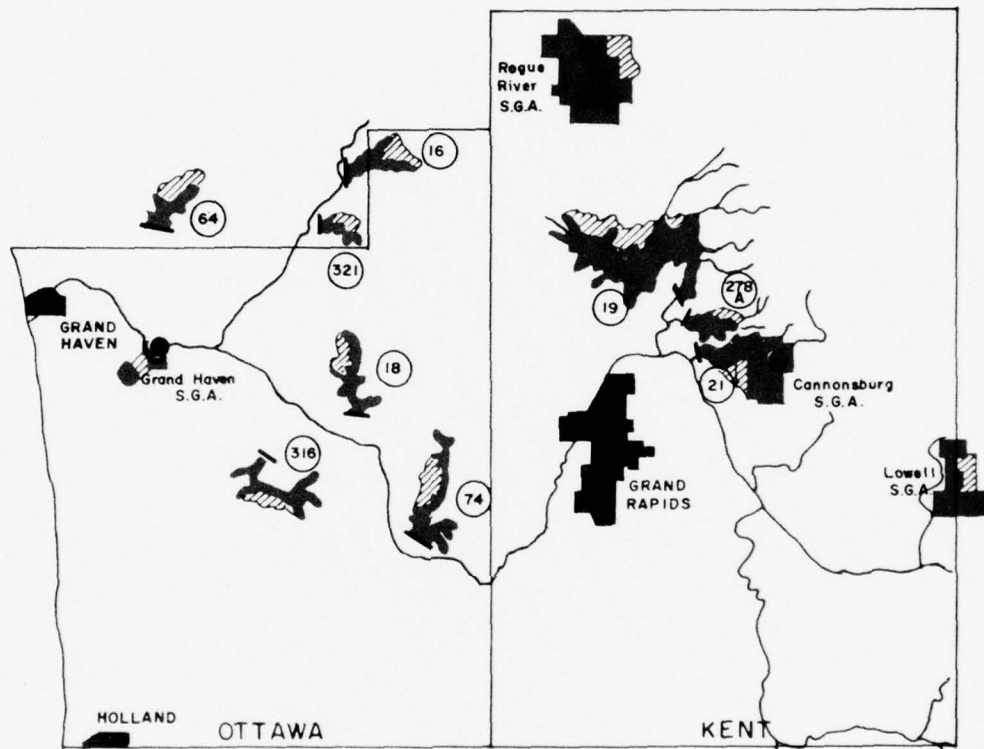 Rogue
River
S.G.A.
16
64
321
19
278
A
GRAND
HAVEN
Grand Haven
S.G.A.
18
21
Cannonsburg
S.G.A.
316
74
GRAND
RAPIDS
Lowell
S.G.A.
HOLLAND
OTTAWA
KENT